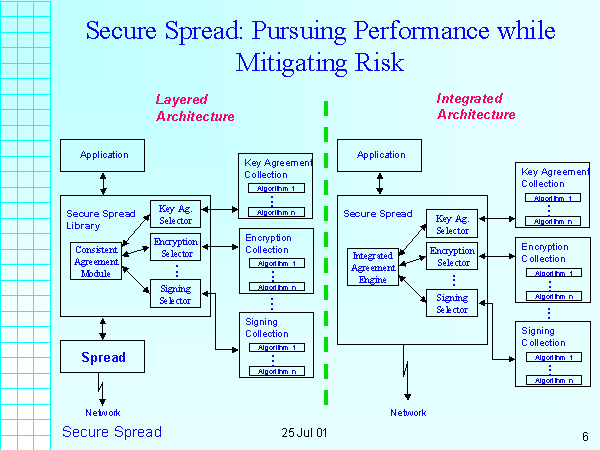 Secure Spread: Pursuing Performance while
Mitigating Risk
Layered
Architecture
Application
Secure Spread
Library
Consistent
Agreement
Module
Key Ag.
Selector
Encryption
Selector
Signing
Selector
Spread
Network
Key Agreement
Collection
Algorithm 1
Algorithm n
Encryption
Collection
Algorithm 1
Algorithm n
Signing
Collection
Algorithm 1
Algorithm n
Integrated
Architecture
Application
Secure Spread
Integrated
Agreement
Engine
Key Ag.
Selector
Encryption
Selector
Signing
Selector
Network
Key Agreement
Collection
Algorithm 1
Algorithm n
Encryption
Collection
Algorithm 1
Algorithm n
Signing
Collection
Algorithm 1
Algorithm n
Secure Spread
25 Jul 01
6